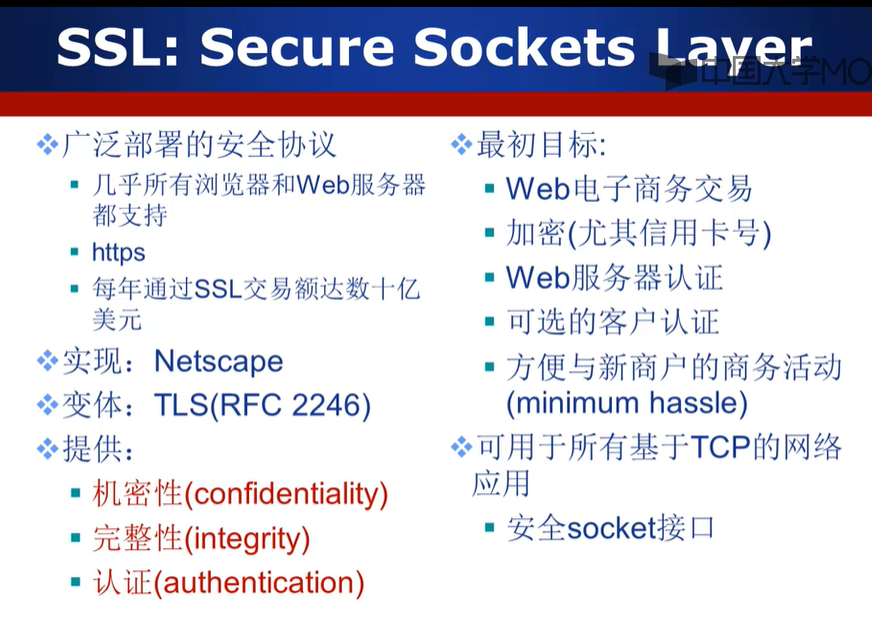 SSL: Secure Sockets Layer
中国大学MO
广泛部署的安全协议
几乎所有浏览器和Web服务器
都支持
https
每年通过SSL交易额达数十亿
美元
实现：Netscape
变体：TLS(RFC 2246)
提供：
机密性(confidentiality)
完整性(integrity)
认证(authentication)
最初目标:
Web电子商务交易
加密(尤其信用卡号)
Web服务器认证
可选的客户认证
方便与新商户的商务活动
(minimum hassle)
可用于所有基于TCP的网络
应用
安全socket接口